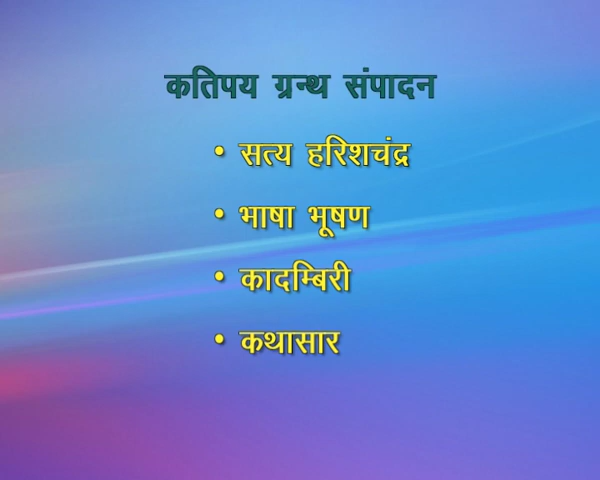 कतिपय ग्रन्थ संपादन
• सत्य हरिशचंद्र
• भाषा भूषण
• कादम्बिरी
• कथासार